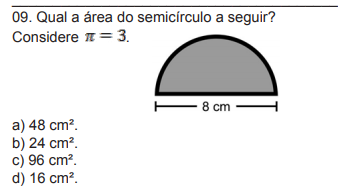 09. Qual a área do semicírculo a seguir?
Considere π = 3.
8 cm
a) 48 cm².
b) 24 cm².
c) 96 cm².
d) 16 cm².